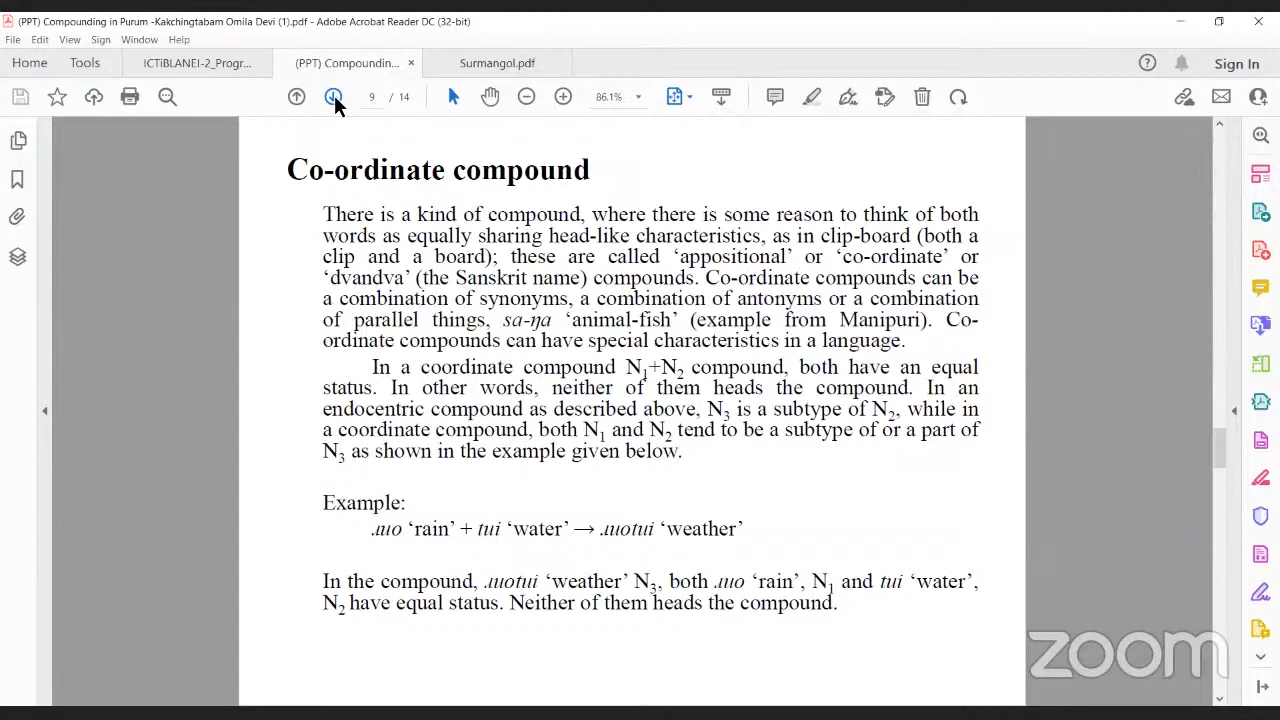 (PPT) Compounding in Purum -Kakchingtabam Omila Devi (1).pdf - Adobe Acrobat Reader DC (32-bit)
File Edit View Sign Window Help
Home Tools ICTiBLANEI-2_Progr... (PPT) Compoundin... × Surmangol.pdf Sign In
9 / 14 86.1%
Co-ordinate compound
There is a kind of compound, where there is some reason to think of both
words as equally sharing head-like characteristics, as in clip-board (both a
clip and a board); these are called ‘appositional’ or ‘co-ordinate’ or
‘dvandva’ (the Sanskrit name) compounds. Co-ordinate compounds can be
a combination of synonyms, a combination of antonyms or a combination
of parallel things, sa-ŋa ‘animal-fish’ (example from Manipuri). Co-
ordinate compounds can have special characteristics in a language.
In a coordinate compound N₁+N₂ compound, both have an equal
status. In other words, neither of them heads the compound. In an
endocentric compound as described above, N₃ is a subtype of N₂, while in
a coordinate compound, both N₁ and N₂ tend to be a subtype of or a part of
N₃ as shown in the example given below.
Example:
‘rain’ + tui ‘water’ → ‘weather’
In the compound, ‘weather’ N₃, both ‘rain’, N₁ and tui ‘water’,
N₂ have equal status. Neither of them heads the compound.
zoom